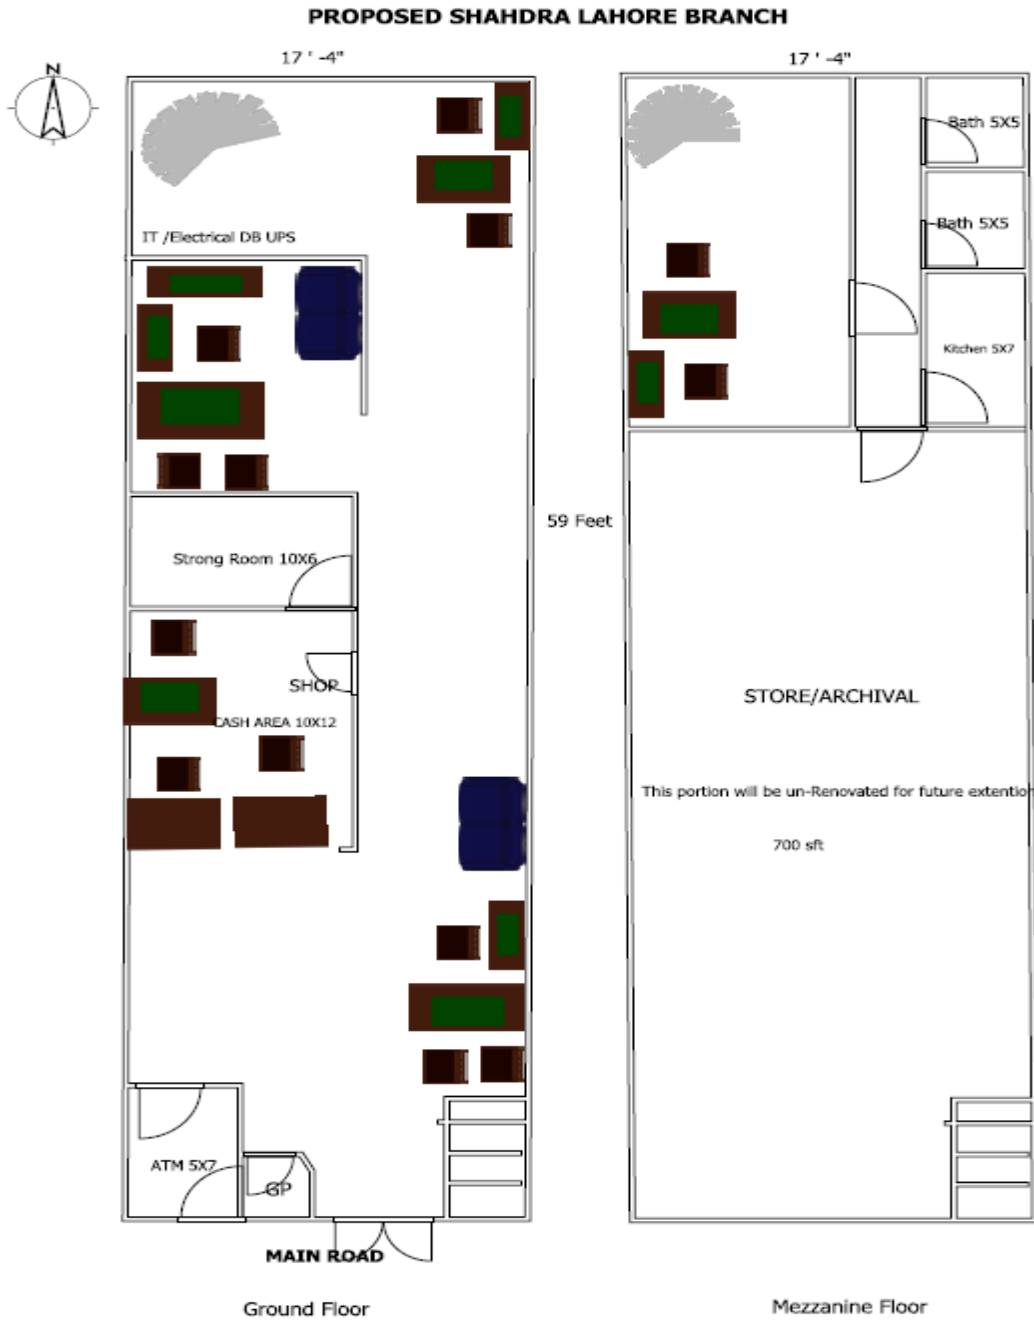 PROPOSED SHAHDRA LAHORE BRANCH
17 ' -4"
17 ' -4"
N
Bath 5X5
Bath 5X5
IT /Electrical DB UPS
Kitchen 5X7
59 Feet
Strong Room 10X6
SHOP
CASH AREA 10X12
STORE/ARCHIVAL
This portion will be un-Renovated for future extention
700 sft
ATM 5X7
GP
MAIN ROAD
Ground Floor
Mezzanine Floor